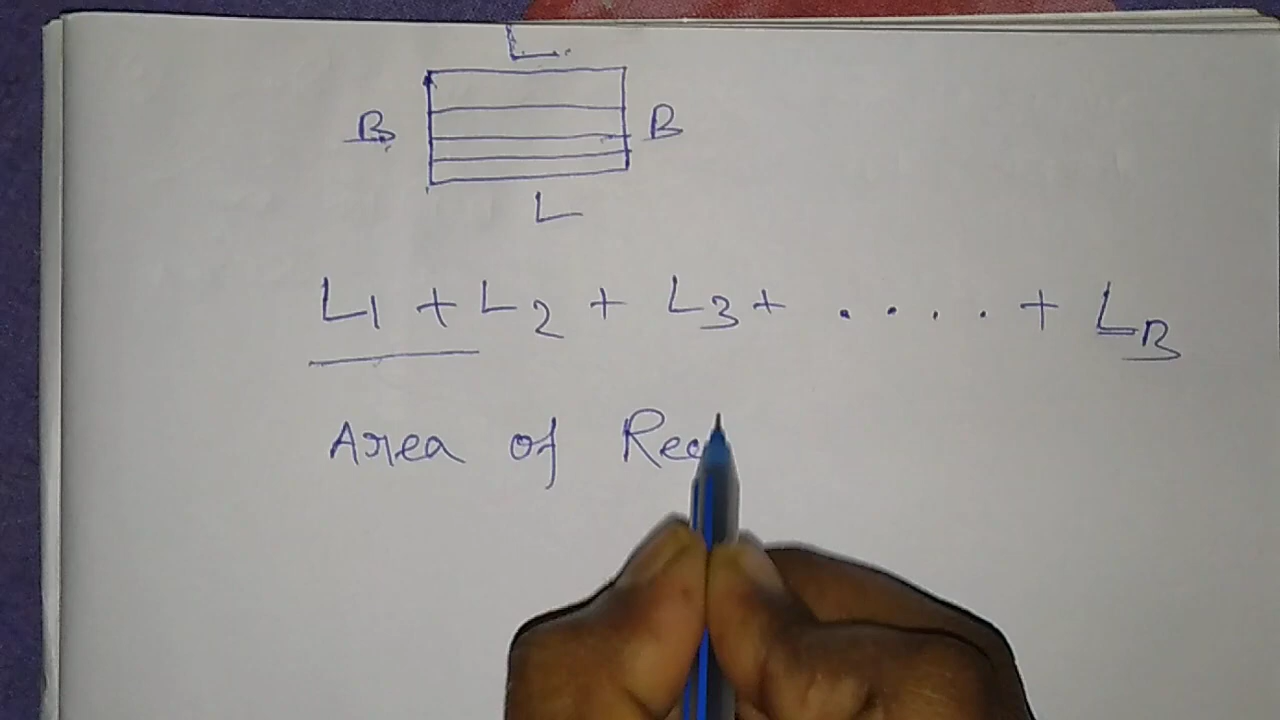 L
B B
L
L1 + L2 + L3 + ..... + LB
Area of Rec